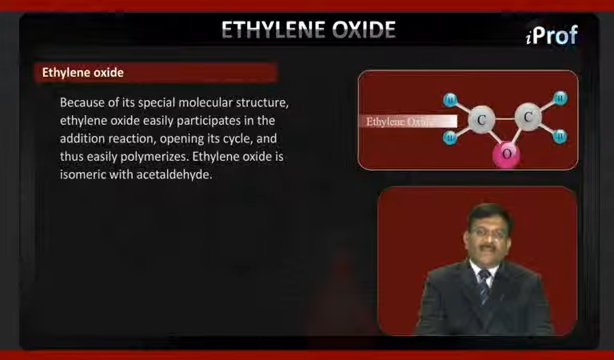 ETHYLENE OXIDE
iProf
Ethylene oxide
Because of its special molecular structure,
ethylene oxide easily participates in the
addition reaction, opening its cycle, and
thus easily polymerizes. Ethylene oxide is
isomeric with acetaldehyde.
H
H
Ethylene Oxide
C
C
H
H
O